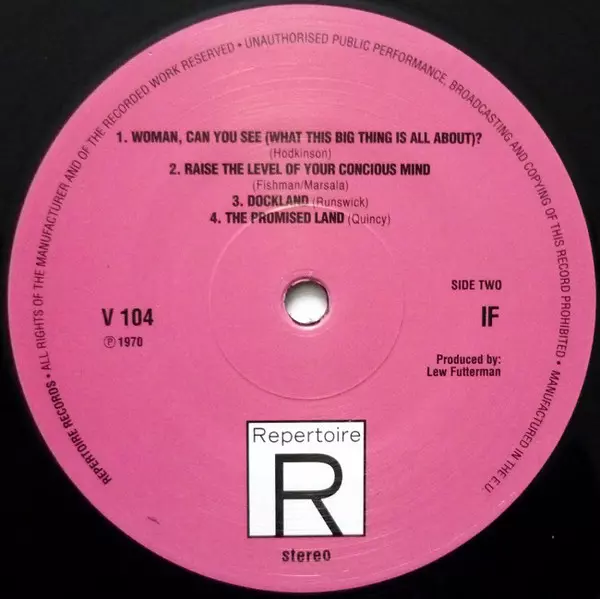 REPERTOIRE RECORDS • ALL RIGHTS OF THE MANUFACTURER AND OF THE RECORDED WORK RESERVED • UNAUTHORISED PUBLIC PERFORMANCE, BROADCASTING AND COPYING OF THIS RECORD PROHIBITED • MANUFACTURED IN THE E.U.
1. WOMAN, CAN YOU SEE (WHAT THIS BIG THING IS ALL ABOUT)?
(Hodkinson)
2. RAISE THE LEVEL OF YOUR CONCIOUS MIND
(Fishman/Marsala)
3. DOCKLAND (Runswick)
4. THE PROMISED LAND (Quincy)
SIDE TWO
V 104
IF
℗ 1970
Produced by:
Lew Futterman
Repertoire
R
stereo